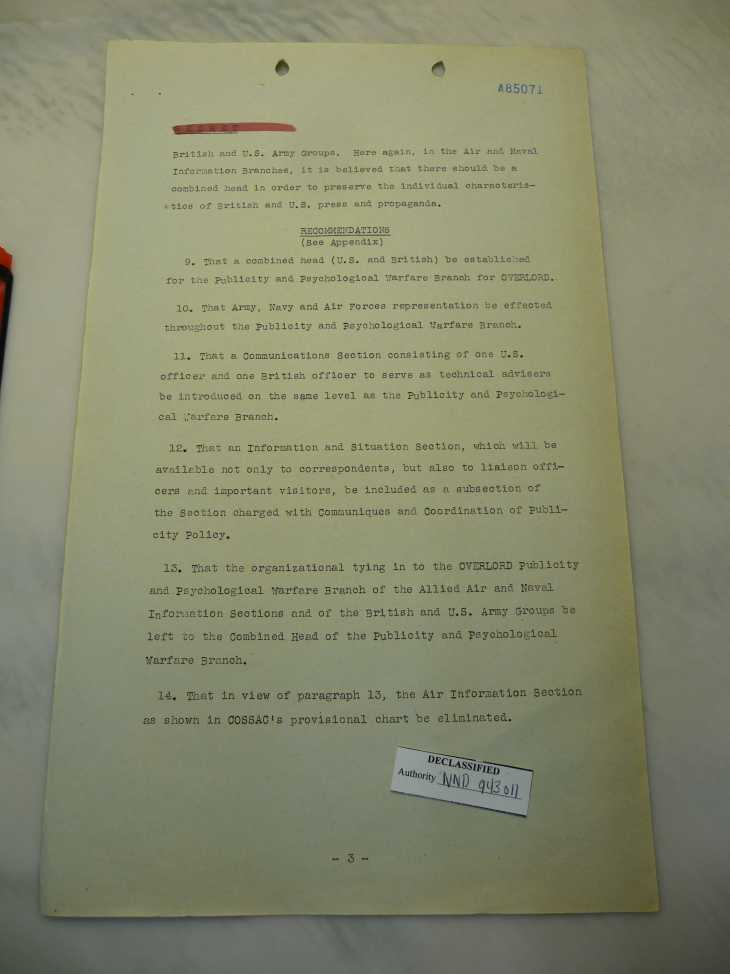 A85071
SECRET
British and U.S. Army Groups. Here again, in the Air and Naval
Information Branches, it is believed that there should be a
combined head in order to preserve the individual characteris-
tics of British and U.S. press and propaganda.
RECOMMENDATIONS
(See Appendix)
9. That a combined head (U.S. and British) be established
for the Publicity and Psychological Warfare Branch for OVERLORD.
10. That Army, Navy and Air Forces representation be effected
throughout the Publicity and Psychological Warfare Branch.
11. That a Communications Section consisting of one U.S.
officer and one British officer to serve as technical advisers
be introduced on the same level as the Publicity and Psychologi-
cal Warfare Branch.
12. That an Information and Situation Section, which will be
available not only to correspondents, but also to liaison offi-
cers and important visitors, be included as a subsection of
the Section charged with Communiques and Coordination of Publi-
city Policy.
13. That the organizational tying in to the OVERLORD Publicity
and Psychological Warfare Branch of the Allied Air and Naval
Information Sections and of the British and U.S. Army Groups be
left to the Combined Head of the Publicity and Psychological
Warfare Branch.
14. That in view of paragraph 13, the Air Information Section
as shown in COSSAC's provisional chart be eliminated.
DECLASSIFIED
Authority NND 943011
- 3 -